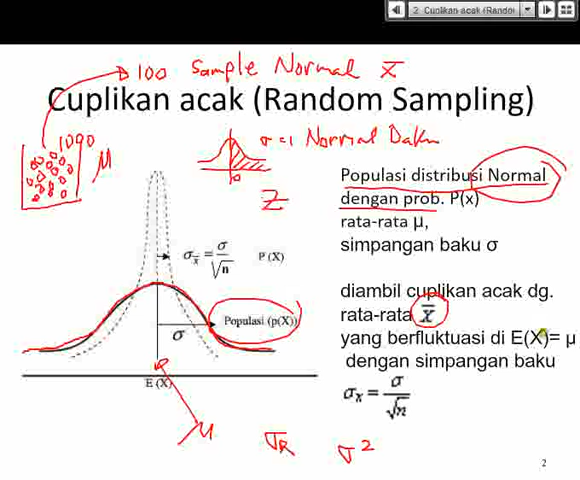 2 Cuplikan acak (Rando
100 Sample Normal x̄
Cuplikan acak (Random Sampling)
1000
μ
σ=1 Normal Baku
0
Z
Populasi distribusi Normal
dengan prob. P(x)
rata-rata μ,
simpangan baku σ
σx̄ = σ/√n
P (X)
Populasi (p(X))
σ
E (X)
diambil cuplikan acak dg.
rata-rata X̄
yang berfluktuasi di E(X)= μ
dengan simpangan baku
σx̄ = σ/√n
μ
σ²
2